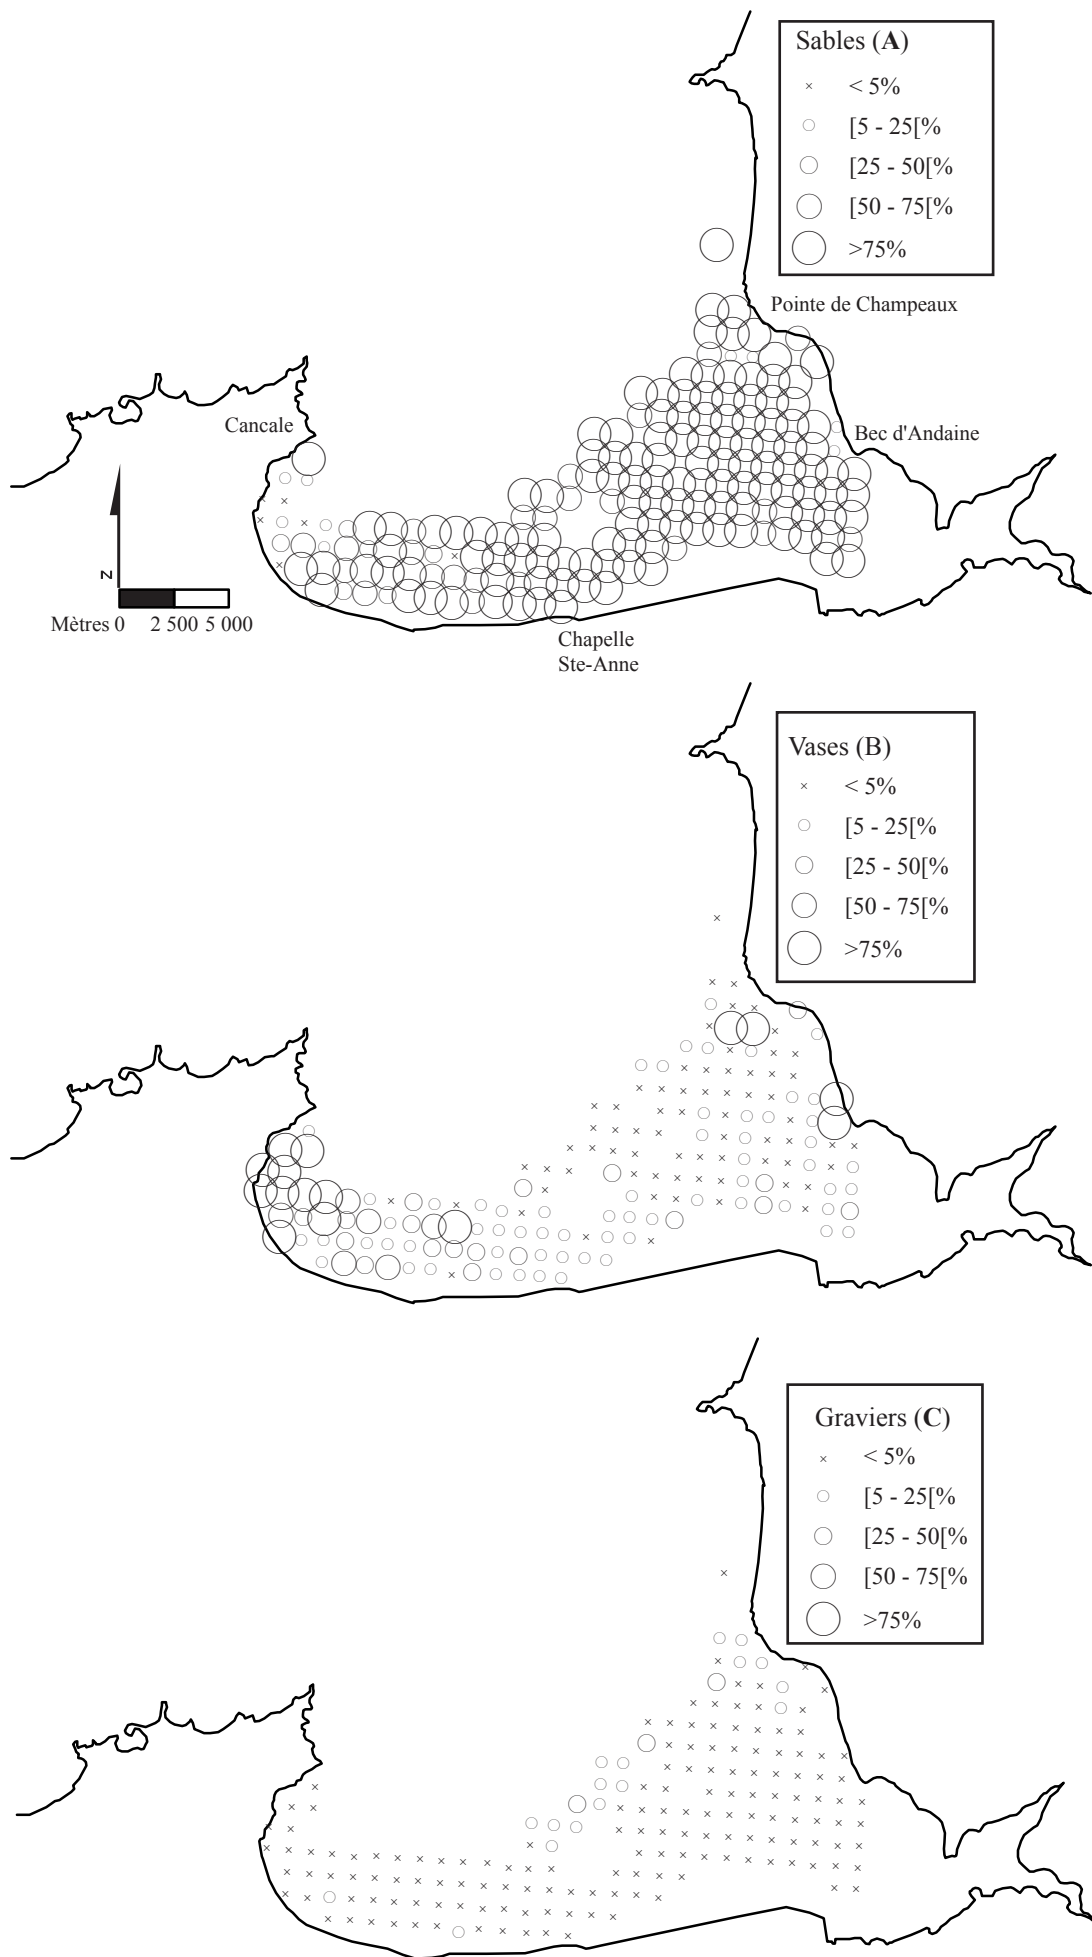 Sables (A)
< 5%
[5 - 25[%
[25 - 50[%
[50 - 75[%
>75%
Pointe de Champeaux
Cancale
Bec d'Andaine
N
Mètres 0 2 500 5 000
Chapelle
Ste-Anne
Vases (B)
< 5%
[5 - 25[%
[25 - 50[%
[50 - 75[%
>75%
Graviers (C)
< 5%
[5 - 25[%
[25 - 50[%
[50 - 75[%
>75%